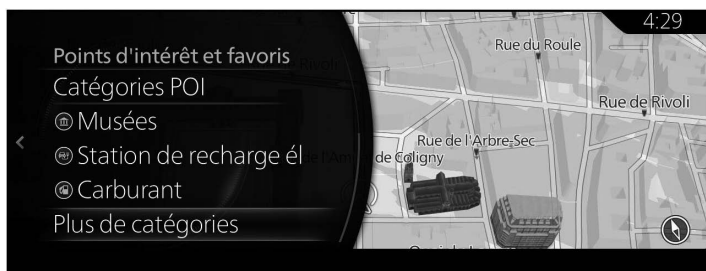 4:29
Points d'intérêt et favoris
Catégories POI
Musées
Station de recharge él
Carburant
Plus de catégories
Rue du Roule
Rue de Rivoli
Rue de l'Arbre-Sec
de Coligny